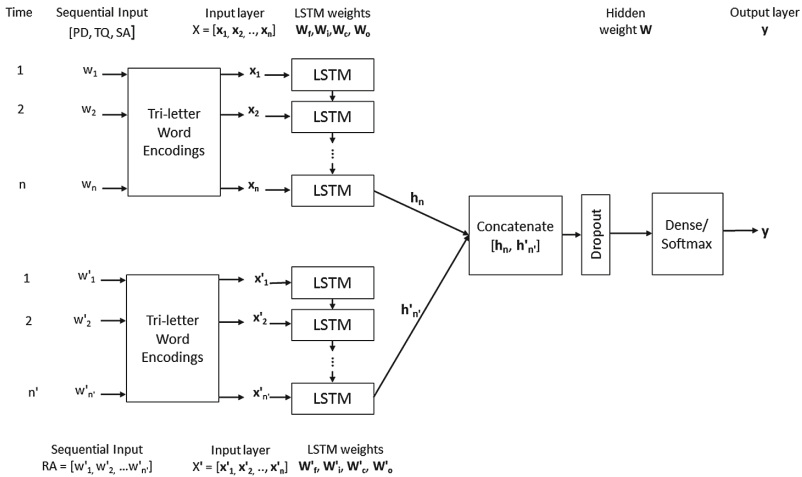 Time Sequential Input Input layer LSTM weights Hidden Output layer
[PD, TQ, SA] X = [x1, x2, .., xn] Wf,Wi,Wc, Wo weight W y
1 w1 x1 LSTM
2 w2 x2 LSTM
Tri-letter
Word
Encodings
⋮
n wn xn LSTM
hn
Concatenate
[hn, h'n']
Dropout
Dense/
Softmax
y
1 w'1 x'1 LSTM
2 w'2 x'2 LSTM
Tri-letter
Word
Encodings
h'n'
⋮
n' w'n' x'n' LSTM
Sequential Input Input layer LSTM weights
RA = [w'1, w'2, ...w'n'] X' = [x'1, x'2, .., x'n] W'f, W'i, W'c, W'o